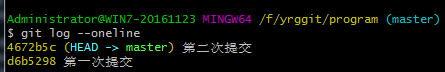 Administrator@WIN7-20161123 MINGW64 /f/yrggit/program (master)
$ git log --oneline
4672b5c (HEAD -> master) 第二次提交
d6b5298 第一次提交